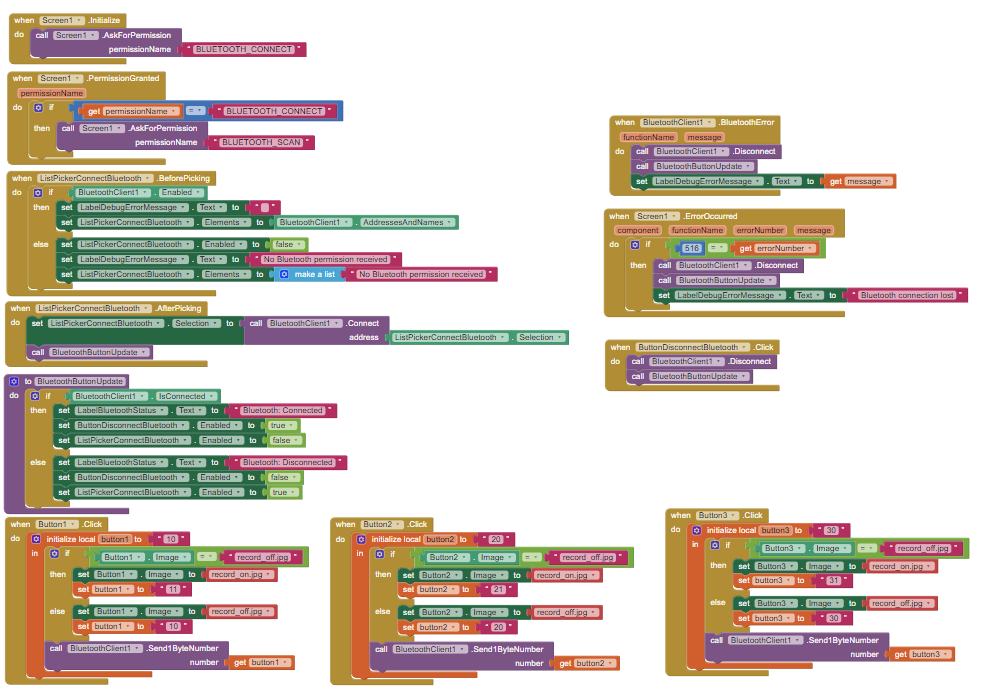 when Screen1 .Initialize
do call Screen1 .AskForPermission
permissionName " BLUETOOTH_CONNECT "
when Screen1 .PermissionGranted
permissionName
do if get permissionName = " BLUETOOTH_CONNECT "
then call Screen1 .AskForPermission
permissionName " BLUETOOTH_SCAN "
when ListPickerConnectBluetooth .BeforePicking
do if BluetoothClient1 . Enabled
then set LabelDebugErrorMessage . Text to " "
set ListPickerConnectBluetooth . Elements to BluetoothClient1 . AddressesAndNames
else set ListPickerConnectBluetooth . Enabled to false
set LabelDebugErrorMessage . Text to " No Bluetooth permission received "
set ListPickerConnectBluetooth . Elements to make a list " No Bluetooth permission received "
when ListPickerConnectBluetooth .AfterPicking
do set ListPickerConnectBluetooth . Selection to call BluetoothClient1 .Connect
address ListPickerConnectBluetooth . Selection
call BluetoothButtonUpdate
to BluetoothButtonUpdate
do if BluetoothClient1 . IsConnected
then set LabelBluetoothStatus . Text to " Bluetooth: Connected "
set ButtonDisconnectBluetooth . Enabled to true
set ListPickerConnectBluetooth . Enabled to false
else set LabelBluetoothStatus . Text to " Bluetooth: Disconnected "
set ButtonDisconnectBluetooth . Enabled to false
set ListPickerConnectBluetooth . Enabled to true
when BluetoothClient1 .BluetoothError
functionName message
do call BluetoothClient1 .Disconnect
call BluetoothButtonUpdate
set LabelDebugErrorMessage . Text to get message
when Screen1 .ErrorOccurred
component functionName errorNumber message
do if 516 = get errorNumber
then call BluetoothClient1 .Disconnect
call BluetoothButtonUpdate
set LabelDebugErrorMessage . Text to " Bluetooth connection lost "
when ButtonDisconnectBluetooth .Click
do call BluetoothClient1 .Disconnect
call BluetoothButtonUpdate
when Button1 .Click
do initialize local button1 to " 10 "
in if Button1 . Image = " record_off.jpg "
then set Button1 . Image to record_on.jpg
set button1 to " 11 "
else set Button1 . Image to record_off.jpg
set button1 to " 10 "
call BluetoothClient1 .Send1ByteNumber
number get button1
when Button2 .Click
do initialize local button2 to " 20 "
in if Button2 . Image = " record_off.jpg "
then set Button2 . Image to record_on.jpg
set button2 to " 21 "
else set Button2 . Image to record_off.jpg
set button2 to " 20 "
call BluetoothClient1 .Send1ByteNumber
number get button2
when Button3 .Click
do initialize local button3 to " 30 "
in if Button3 . Image = " record_off.jpg "
then set Button3 . Image to record_on.jpg
set button3 to " 31 "
else set Button3 . Image to record_off.jpg
set button3 to " 30 "
call BluetoothClient1 .Send1ByteNumber
number get button3